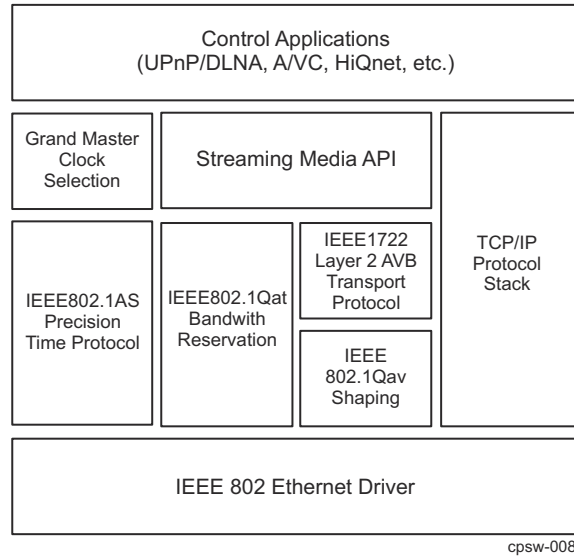 Control Applications
(UPnP/DLNA, A/VC, HiQnet, etc.)
Grand Master
Clock
Selection
Streaming Media API
TCP/IP
Protocol
Stack
IEEE802.1AS
Precision
Time Protocol
IEEE802.1Qat
Bandwith
Reservation
IEEE1722
Layer 2 AVB
Transport
Protocol
IEEE
802.1Qav
Shaping
IEEE 802 Ethernet Driver
cpsw-008